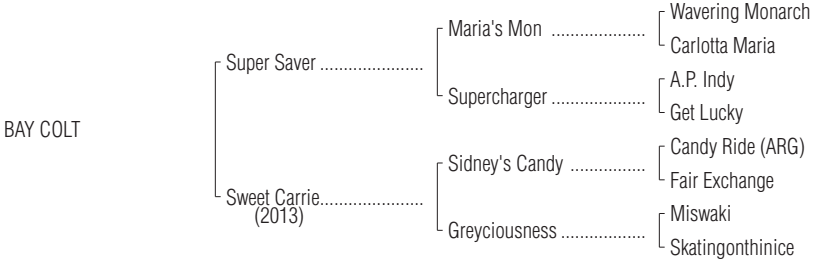 Wavering Monarch
Maria's Mon ....................
Carlotta Maria
Super Saver ......................
A.P. Indy
Supercharger ....................
Get Lucky
BAY COLT
Candy Ride (ARG)
Sidney's Candy ................
Fair Exchange
Sweet Carrie......................
(2013)
Miswaki
Greyciousness ..................
Skatingonthinice